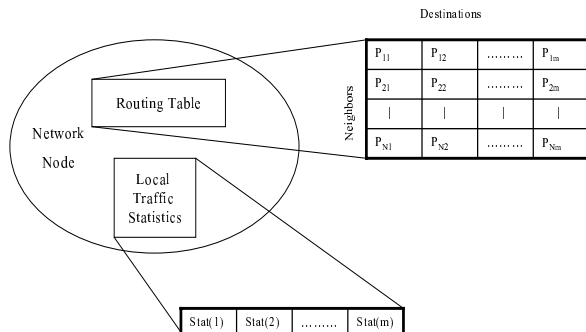 Destinations
P11 P12 ......... P1m
P21 P22 ......... P2m
| | | |
PN1 PN2 ......... PNm
Neighbors
Routing Table
Network
Node
Local
Traffic
Statistics
Stat(1) Stat(2) ......... Stat(m)